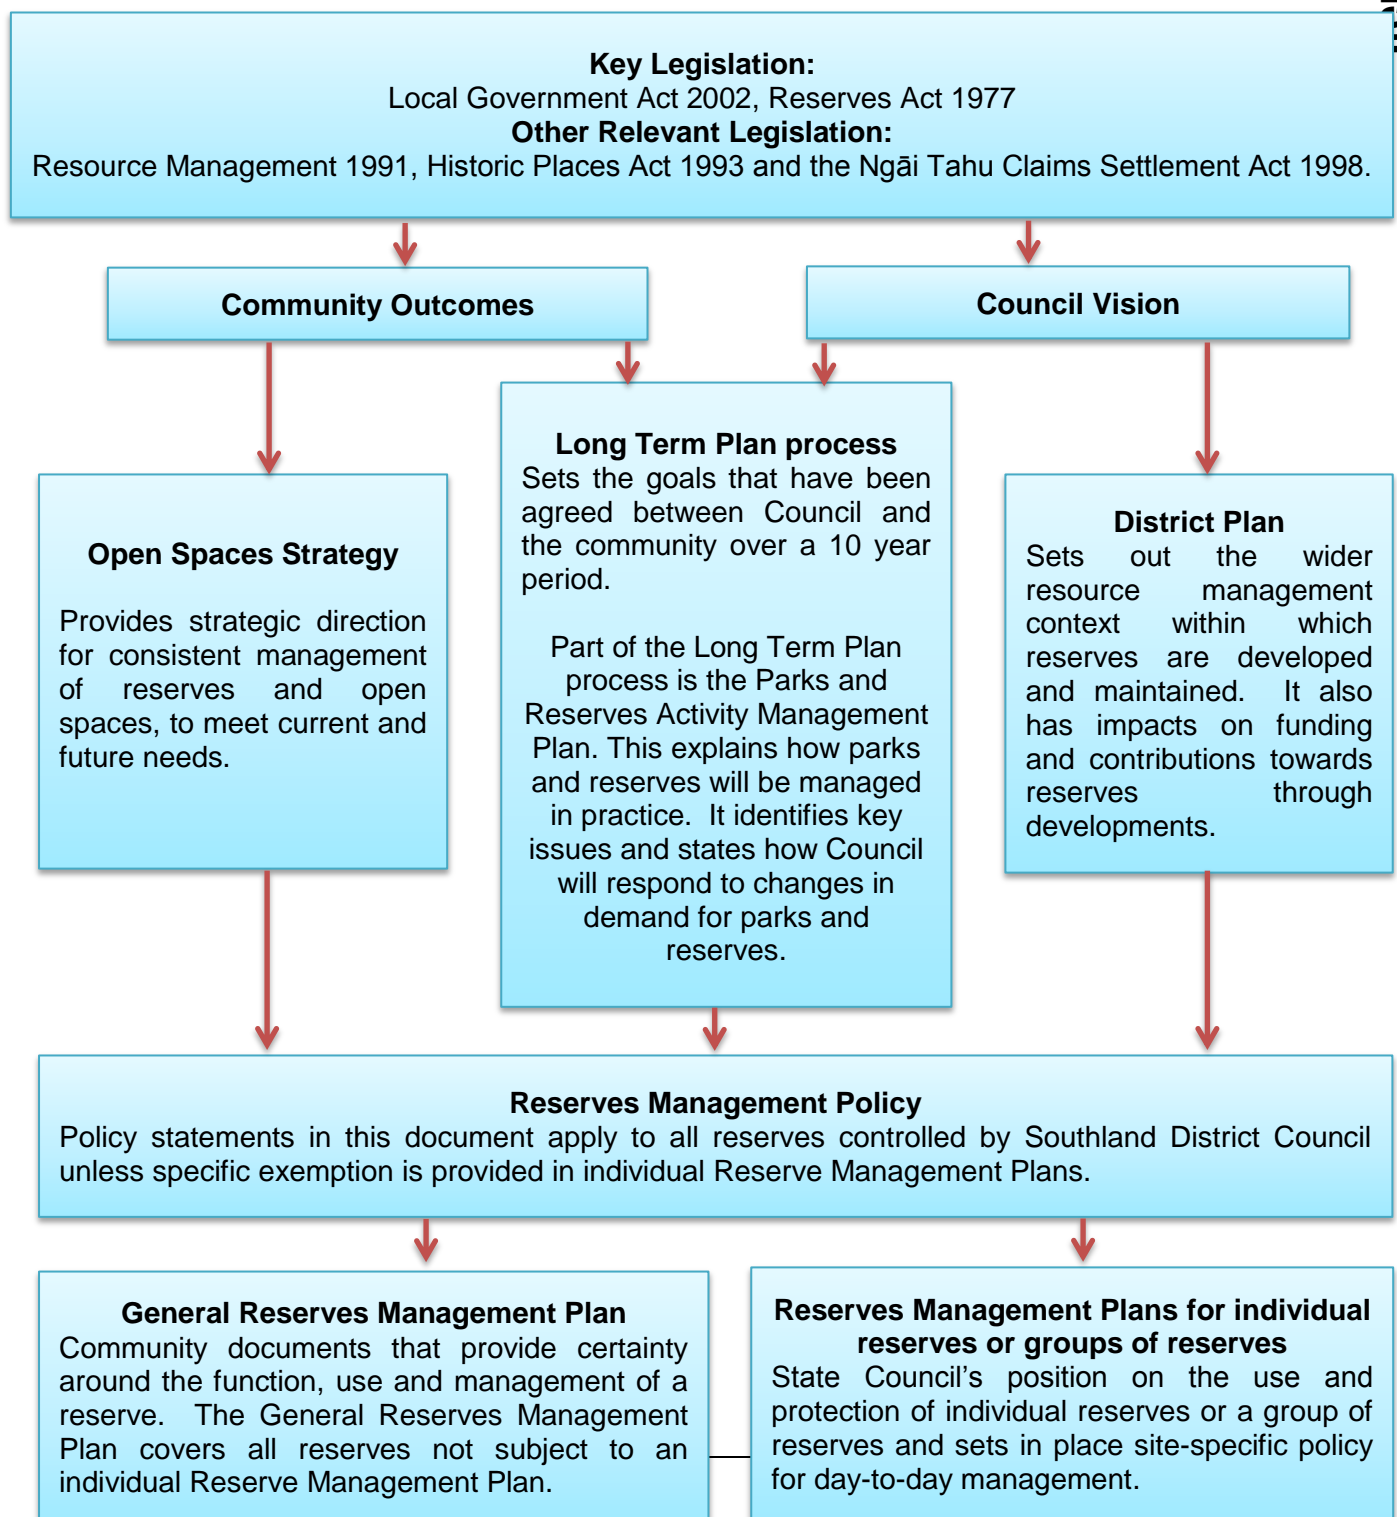 Key Legislation:
Local Government Act 2002, Reserves Act 1977
Other Relevant Legislation:
Resource Management 1991, Historic Places Act 1993 and the Ngāi Tahu Claims Settlement Act 1998.
Community Outcomes
Council Vision
Long Term Plan process
Sets the goals that have been
agreed between Council and
the community over a 10 year
period.
Part of the Long Term Plan
process is the Parks and
Reserves Activity Management
Plan. This explains how parks
and reserves will be managed
in practice. It identifies key
issues and states how Council
will respond to changes in
demand for parks and
reserves.
Open Spaces Strategy
Provides strategic direction
for consistent management
of reserves and open
spaces, to meet current and
future needs.
District Plan
Sets out the wider
resource management
context within which
reserves are developed
and maintained. It also
has impacts on funding
and contributions towards
reserves through
developments.
Reserves Management Policy
Policy statements in this document apply to all reserves controlled by Southland District Council
unless specific exemption is provided in individual Reserve Management Plans.
General Reserves Management Plan
Community documents that provide certainty
around the function, use and management of a
reserve. The General Reserves Management
Plan covers all reserves not subject to an
individual Reserve Management Plan.
Reserves Management Plans for individual
reserves or groups of reserves
State Council's position on the use and
protection of individual reserves or a group of
reserves and sets in place site-specific policy
for day-to-day management.